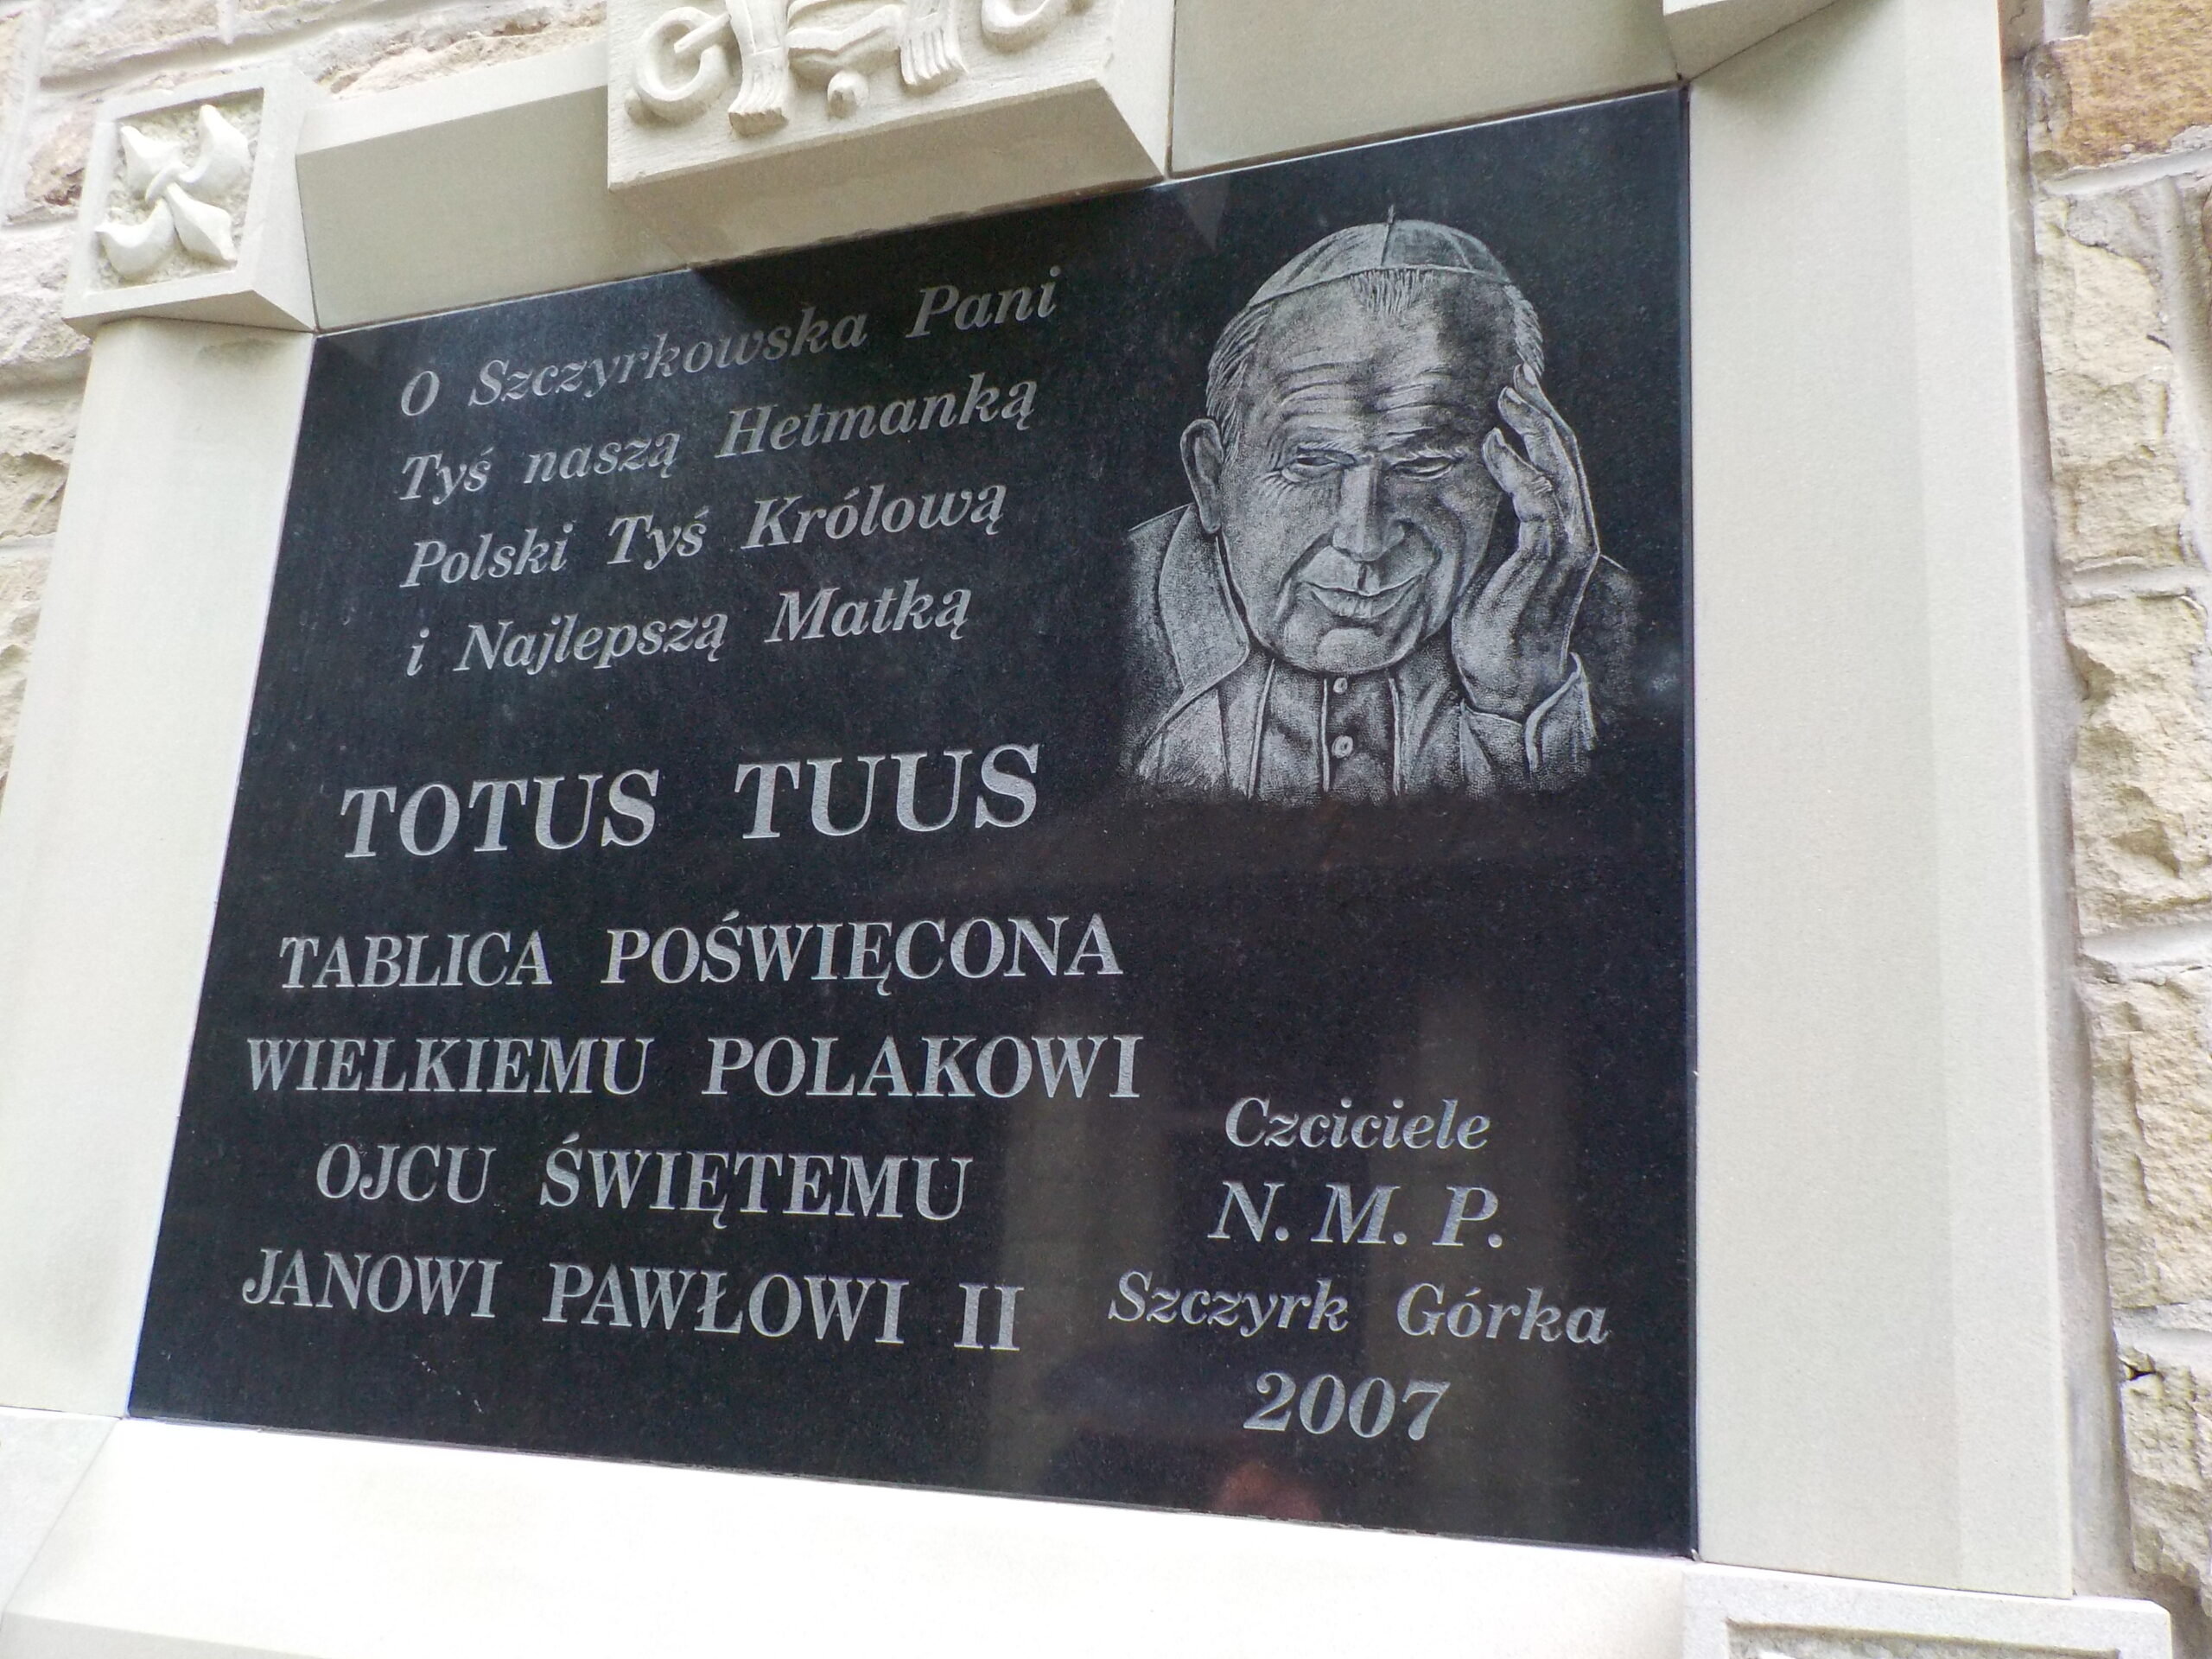 O Szczyrkowska Pani
Tyś naszą Hetmanką
Polski Tyś Królową
i Najlepszą Matką
TOTUS TUUS
TABLICA POŚWIĘCONA
WIELKIEMU POLAKOWI
OJCU ŚWIĘTEMU
JANOWI PAWŁOWI II
Czciciele
N. M. P.
Szczyrk Górka
2007